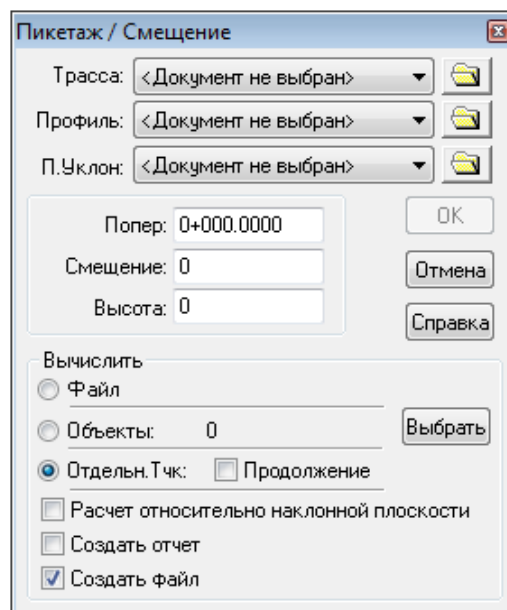 Пикетаж / Смещение
Трасса: <Документ не выбран>
Профиль: <Документ не выбран>
П.Уклон: <Документ не выбран>
Попер: 0+000.0000
OK
Смещение: 0
Отмена
Высота: 0
Справка
Вычислить
Файл
Объекты: 0
Выбрать
Отдельн.Тчк: Продолжение
Расчет относительно наклонной плоскости
Создать отчет
Создать файл